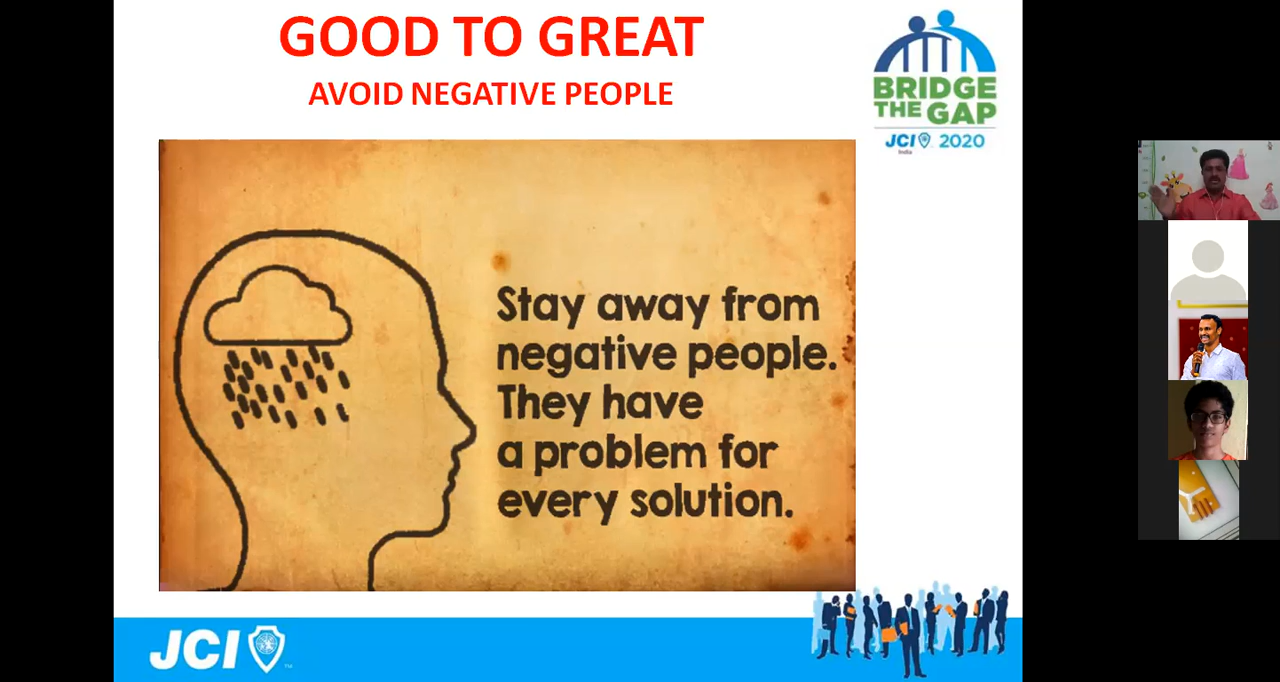 GOOD TO GREAT
AVOID NEGATIVE PEOPLE
BRIDGE
THE GAP
JCI 2020
India
Stay away from
negative people.
They have
a problem for
every solution.
JCI
TM